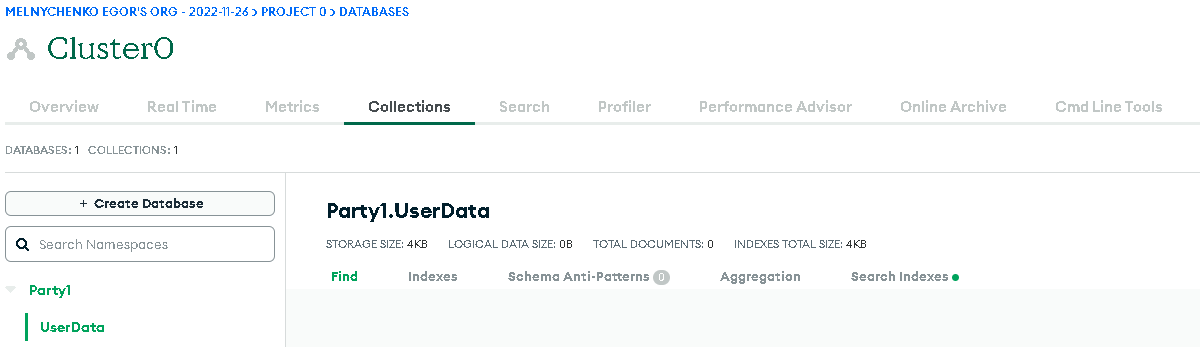 MELNYCHENKO EGOR'S ORG - 2022-11-26 > PROJECT 0 > DATABASES
Cluster0
Overview Real Time Metrics Collections Search Profiler Performance Advisor Online Archive Cmd Line Tools
DATABASES: 1 COLLECTIONS: 1
+ Create Database
Search Namespaces
Party1
UserData
Party1.UserData
STORAGE SIZE: 4KB LOGICAL DATA SIZE: 0B TOTAL DOCUMENTS: 0 INDEXES TOTAL SIZE: 4KB
Find Indexes Schema Anti-Patterns 0 Aggregation Search Indexes